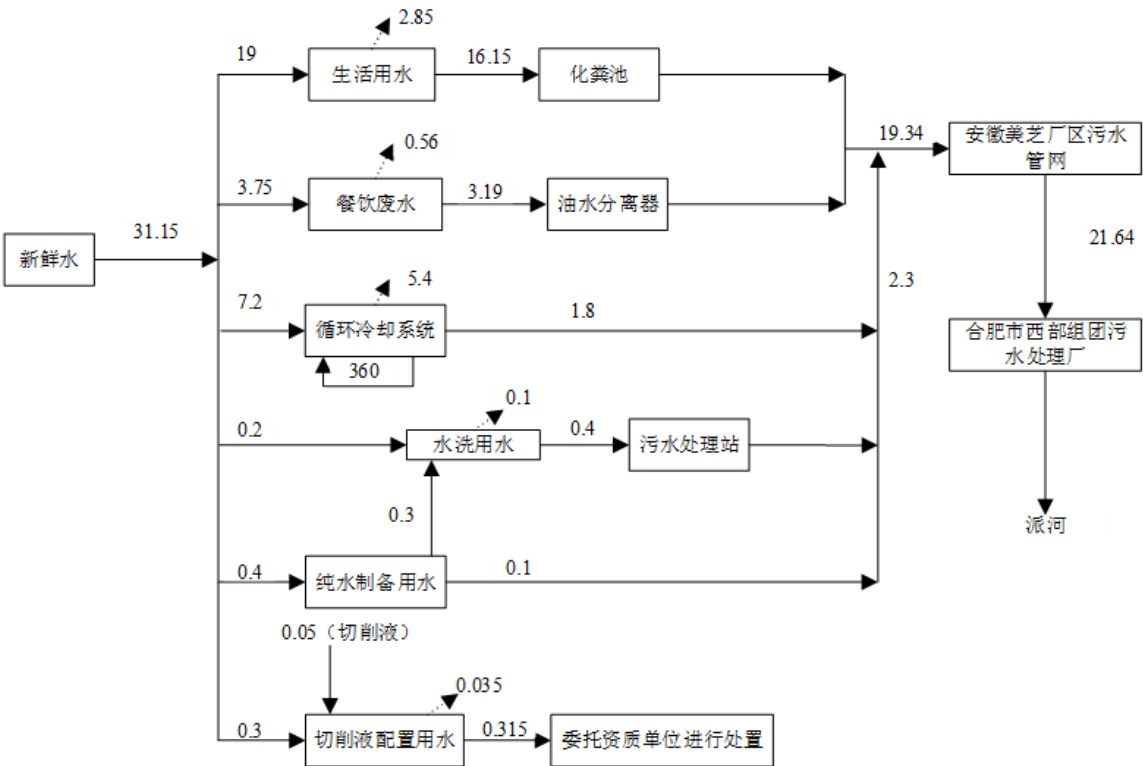 2.85
19
生活用水
16.15
化粪池
0.56
3.75
餐饮废水
3.19
油水分离器
19.34
安徽美芝厂区污水
管网
新鲜水
31.15
21.64
5.4
7.2
循环冷却系统
360
1.8
2.3
合肥市西部组团污
水处理厂
0.1
0.2
水洗用水
0.4
污水处理站
0.3
派河
0.4
纯水制备用水
0.1
0.05（切削液）
0.035
0.3
切削液配置用水
0.315
委托资质单位进行处置